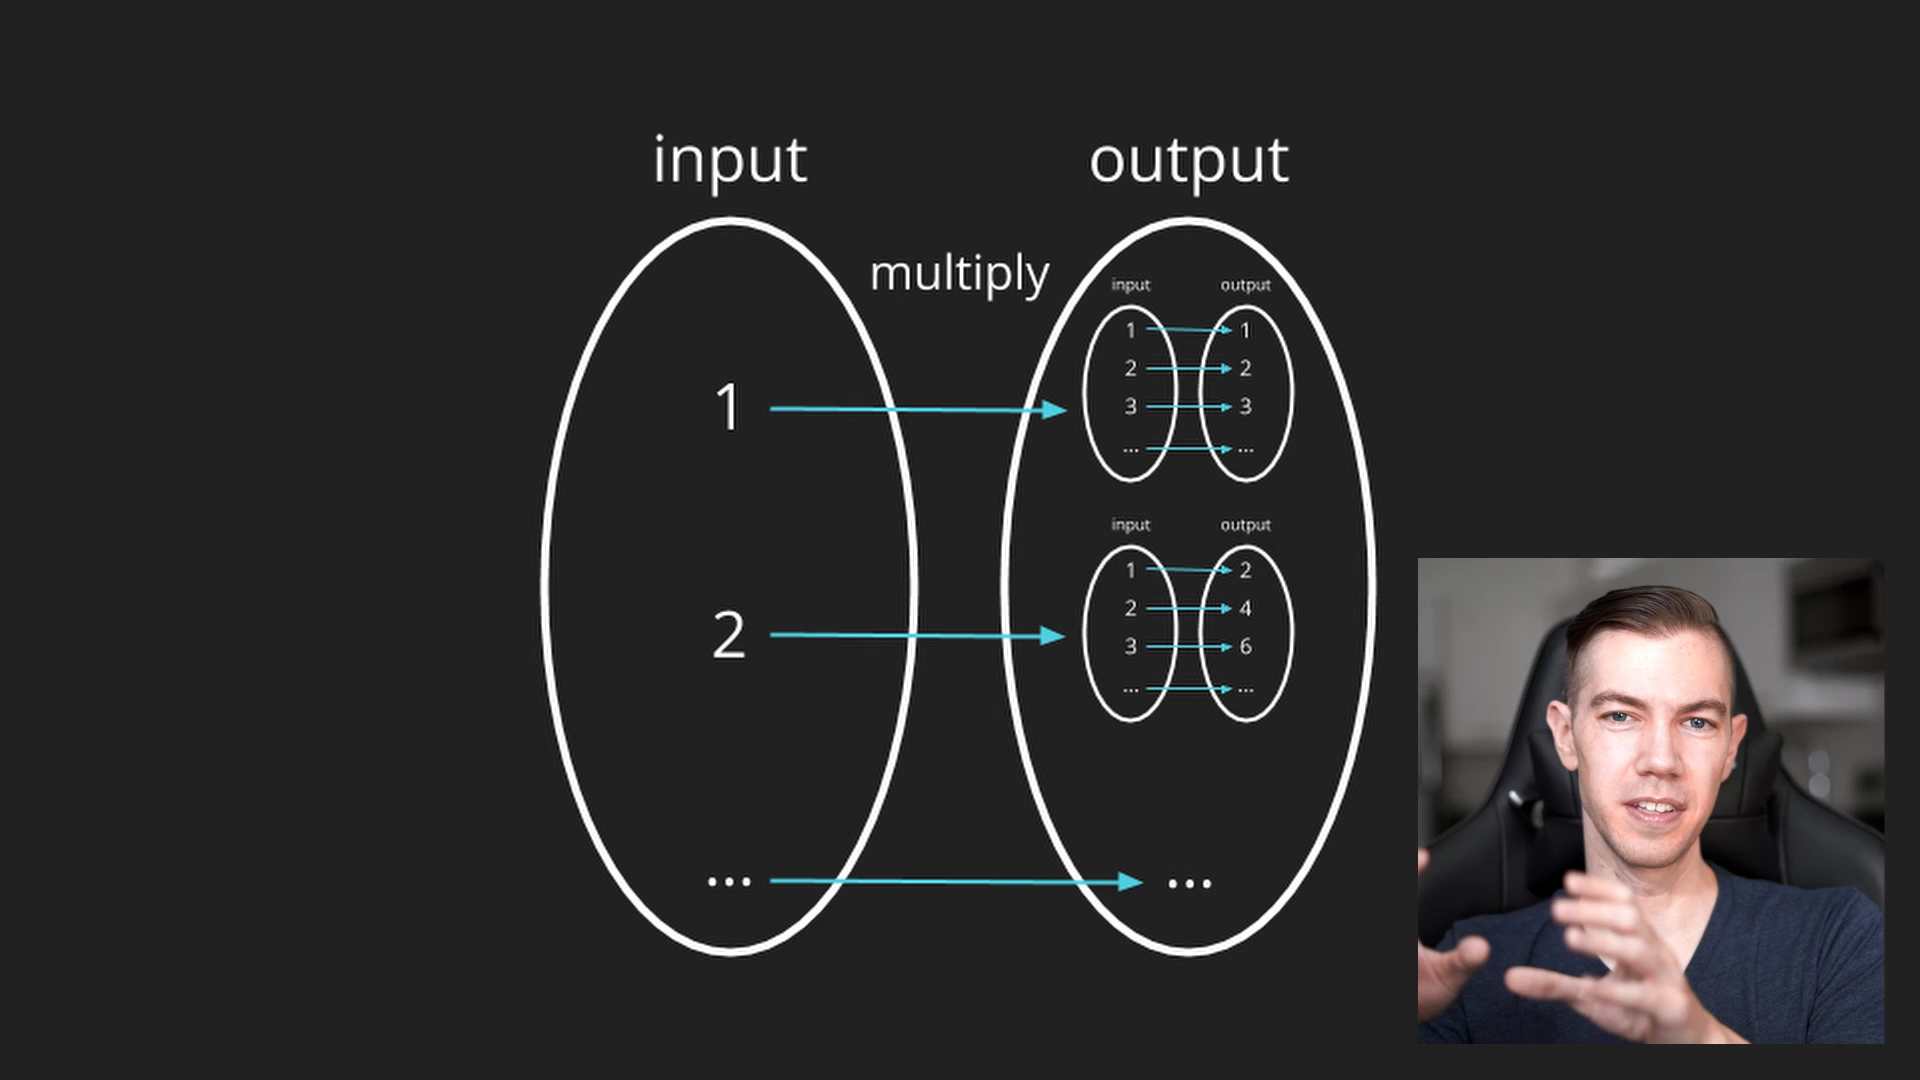 input output
multiply
input output
1 1
2 2
3 3
... ...
1
input output
1 2
2 4
3 6
... ...
2
... ...